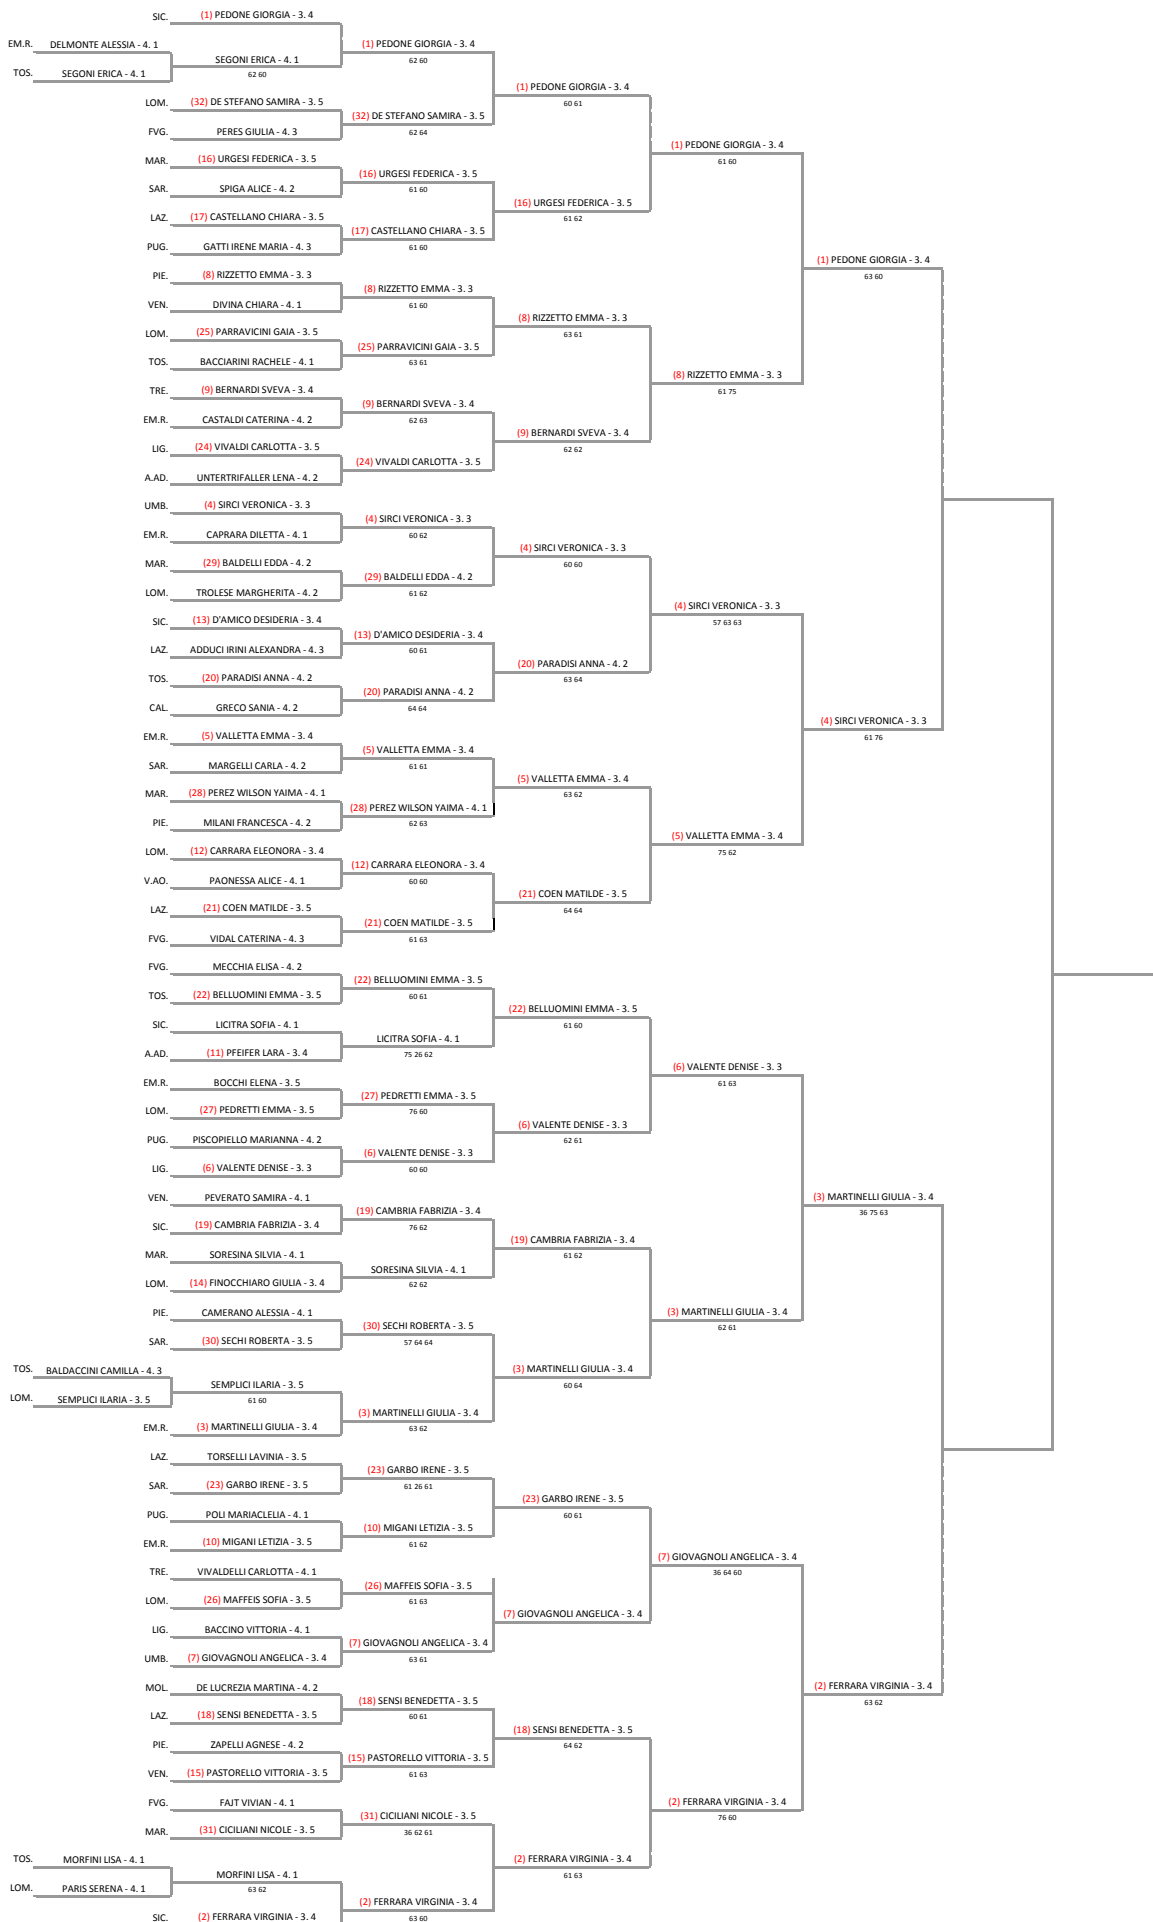 SIC. (1) PEDONE GIORGIA - 3. 4
EM.R. DELMONTE ALESSIA - 4. 1 (1) PEDONE GIORGIA - 3. 4
SEGONI ERICA - 4. 1 62 60
TOS. SEGONI ERICA - 4. 1 62 60
(1) PEDONE GIORGIA - 3. 4
LOM. (32) DE STEFANO SAMIRA - 3. 5 60 61
(32) DE STEFANO SAMIRA - 3. 5
FVG. PERES GIULIA - 4. 3 62 64
(1) PEDONE GIORGIA - 3. 4
MAR. (16) URGESI FEDERICA - 3. 5 61 60
(16) URGESI FEDERICA - 3. 5
SAR. SPIGA ALICE - 4. 2 61 60
(16) URGESI FEDERICA - 3. 5
LAZ. (17) CASTELLANO CHIARA - 3. 5 61 62
(17) CASTELLANO CHIARA - 3. 5
PUG. GATTI IRENE MARIA - 4. 3 61 60
(1) PEDONE GIORGIA - 3. 4
PIE. (8) RIZZETTO EMMA - 3. 3 63 60
(8) RIZZETTO EMMA - 3. 3
VEN. DIVINA CHIARA - 4. 1 61 60
(8) RIZZETTO EMMA - 3. 3
LOM. (25) PARRAVICINI GAIA - 3. 5 63 61
(25) PARRAVICINI GAIA - 3. 5
TOS. BACCIARINI RACHELE - 4. 1 63 61
(8) RIZZETTO EMMA - 3. 3
TRE. (9) BERNARDI SVEVA - 3. 4 61 75
(9) BERNARDI SVEVA - 3. 4
EM.R. CASTALDI CATERINA - 4. 2 62 63
(9) BERNARDI SVEVA - 3. 4
LIG. (24) VIVALDI CARLOTTA - 3. 5 62 62
(24) VIVALDI CARLOTTA - 3. 5
A.AD. UNTERTRIFALLER LENA - 4. 2
UMB. (4) SIRCI VERONICA - 3. 3
(4) SIRCI VERONICA - 3. 3
EM.R. CAPRARA DILETTA - 4. 1 60 62
(4) SIRCI VERONICA - 3. 3
MAR. (29) BALDELLI EDDA - 4. 2 60 60
(29) BALDELLI EDDA - 4. 2
LOM. TROLESE MARGHERITA - 4. 2 61 62
(4) SIRCI VERONICA - 3. 3
SIC. (13) D'AMICO DESIDERIA - 3. 4 57 63 63
(13) D'AMICO DESIDERIA - 3. 4
LAZ. ADDUCI IRINI ALEXANDRA - 4. 3 60 61
(20) PARADISI ANNA - 4. 2
TOS. (20) PARADISI ANNA - 4. 2 63 64
(20) PARADISI ANNA - 4. 2
CAL. GRECO SANIA - 4. 2 64 64
(4) SIRCI VERONICA - 3. 3
EM.R. (5) VALLETTA EMMA - 3. 4 61 76
(5) VALLETTA EMMA - 3. 4
SAR. MARGELLI CARLA - 4. 2 61 61
(5) VALLETTA EMMA - 3. 4
MAR. (28) PEREZ WILSON YAIMA - 4. 1 63 62
(28) PEREZ WILSON YAIMA - 4. 1
PIE. MILANI FRANCESCA - 4. 2 62 63
(5) VALLETTA EMMA - 3. 4
LOM. (12) CARRARA ELEONORA - 3. 4 75 62
(12) CARRARA ELEONORA - 3. 4
V.AO. PAONESSA ALICE - 4. 1 60 60
(21) COEN MATILDE - 3. 5
LAZ. (21) COEN MATILDE - 3. 5 64 64
(21) COEN MATILDE - 3. 5
FVG. VIDAL CATERINA - 4. 3 61 63
FVG. MECCHIA ELISA - 4. 2
(22) BELLUOMINI EMMA - 3. 5
TOS. (22) BELLUOMINI EMMA - 3. 5 60 61
(22) BELLUOMINI EMMA - 3. 5
SIC. LICITRA SOFIA - 4. 1 61 60
LICITRA SOFIA - 4. 1
A.AD. (11) PFEIFER LARA - 3. 4 75 26 62
(6) VALENTE DENISE - 3. 3
EM.R. BOCCHI ELENA - 3. 5 61 63
(27) PEDRETTI EMMA - 3. 5
LOM. (27) PEDRETTI EMMA - 3. 5 76 60
(6) VALENTE DENISE - 3. 3
PUG. PISCOPIELLO MARIANNA - 4. 2 62 61
(6) VALENTE DENISE - 3. 3
LIG. (6) VALENTE DENISE - 3. 3 60 60
(3) MARTINELLI GIULIA - 3. 4
VEN. PEVERATO SAMIRA - 4. 1 36 75 63
(19) CAMBRIA FABRIZIA - 3. 4
SIC. (19) CAMBRIA FABRIZIA - 3. 4 76 62
(19) CAMBRIA FABRIZIA - 3. 4
MAR. SORESINA SILVIA - 4. 1 61 62
SORESINA SILVIA - 4. 1
LOM. (14) FINOCCHIARO GIULIA - 3. 4 62 62
(3) MARTINELLI GIULIA - 3. 4
PIE. CAMERANO ALESSIA - 4. 1 62 61
(30) SECHI ROBERTA - 3. 5
SAR. (30) SECHI ROBERTA - 3. 5 57 64 64
TOS. BALDACCINI CAMILLA - 4. 3 (3) MARTINELLI GIULIA - 3. 4
SEMPLICI ILARIA - 3. 5 60 64
LOM. SEMPLICI ILARIA - 3. 5 61 60
(3) MARTINELLI GIULIA - 3. 4
EM.R. (3) MARTINELLI GIULIA - 3. 4 63 62
LAZ. TORSELLI LAVINIA - 3. 5
(23) GARBO IRENE - 3. 5
SAR. (23) GARBO IRENE - 3. 5 61 26 61
(23) GARBO IRENE - 3. 5
PUG. POLI MARIACLELIA - 4. 1 60 61
(10) MIGANI LETIZIA - 3. 5
EM.R. (10) MIGANI LETIZIA - 3. 5 61 62
(7) GIOVAGNOLI ANGELICA - 3. 4
TRE. VIVALDELLI CARLOTTA - 4. 1 36 64 60
(26) MAFFEIS SOFIA - 3. 5
LOM. (26) MAFFEIS SOFIA - 3. 5 61 63
(7) GIOVAGNOLI ANGELICA - 3. 4
LIG. BACCINO VITTORIA - 4. 1
(7) GIOVAGNOLI ANGELICA - 3. 4
UMB. (7) GIOVAGNOLI ANGELICA - 3. 4 63 61
(2) FERRARA VIRGINIA - 3. 4
MOL. DE LUCREZIA MARTINA - 4. 2 63 62
(18) SENSI BENEDETTA - 3. 5
LAZ. (18) SENSI BENEDETTA - 3. 5 60 61
(18) SENSI BENEDETTA - 3. 5
PIE. ZAPELLI AGNESE - 4. 2 64 62
(15) PASTORELLO VITTORIA - 3. 5
VEN. (15) PASTORELLO VITTORIA - 3. 5 61 63
(2) FERRARA VIRGINIA - 3. 4
FVG. FAJT VIVIAN - 4. 1 76 60
(31) CICILIANI NICOLE - 3. 5
MAR. (31) CICILIANI NICOLE - 3. 5 36 62 61
TOS. MORFINI LISA - 4. 1 (2) FERRARA VIRGINIA - 3. 4
MORFINI LISA - 4. 1 61 63
LOM. PARIS SERENA - 4. 1 63 62
(2) FERRARA VIRGINIA - 3. 4
SIC. (2) FERRARA VIRGINIA - 3. 4 63 60